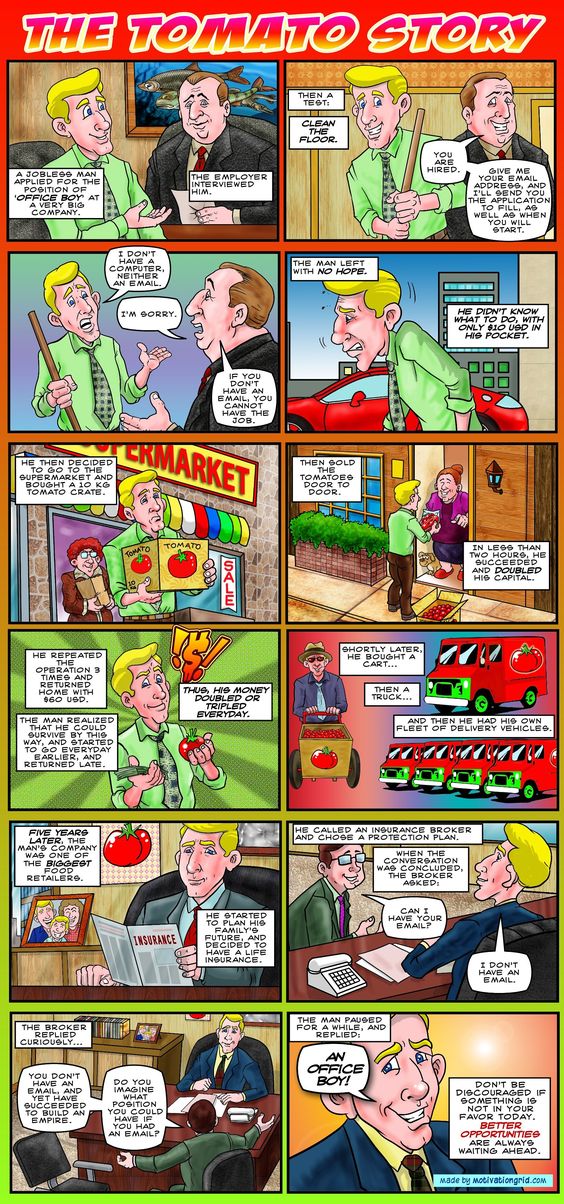 THE TOMATO STORY
A JOBLESS MAN
APPLIED FOR THE
POSITION OF
'OFFICE BOY' AT
A VERY BIG
COMPANY.
THE EMPLOYER
INTERVIEWED
HIM.
THEN A
TEST:
CLEAN
THE
FLOOR.
YOU
ARE
HIRED.
GIVE ME
YOUR EMAIL
ADDRESS, AND
I'LL SEND YOU
THE APPLICATION
TO FILL, AS
WELL AS WHEN
YOU WILL
START.
I DON'T
HAVE A
COMPUTER,
NEITHER
AN EMAIL.
I'M SORRY.
IF YOU
DON'T
HAVE AN
EMAIL, YOU
CANNOT
HAVE THE
JOB.
THE MAN LEFT
WITH NO HOPE.
HE DIDN'T KNOW
WHAT TO DO, WITH
ONLY $10 USD IN
HIS POCKET.
HE THEN DECIDED
TO GO TO THE
SUPERMARKET AND
BOUGHT A 10 KG
TOMATO CRATE.
SUPERMARKET
TOMATO
TOMATO
10
SALE
THEN SOLD
THE
TOMATOES
DOOR TO
DOOR.
IN LESS THAN
TWO HOURS, HE
SUCCEEDED
AND DOUBLED
HIS CAPITAL.
HE REPEATED
THE
OPERATION 3
TIMES AND
RETURNED
HOME WITH
$60 USD.
!$!
THUS, HIS MONEY
DOUBLED OR
TRIPLED
EVERYDAY.
THE MAN REALIZED
THAT HE COULD
SURVIVE BY THIS
WAY, AND STARTED
TO GO EVERYDAY
EARLIER, AND
RETURNED LATE.
SHORTLY LATER,
HE BOUGHT A
CART...
THEN A
TRUCK...
AND THEN HE HAD HIS OWN
FLEET OF DELIVERY VEHICLES.
FIVE YEARS
LATER, THE
MAN'S COMPANY
WAS ONE OF
THE BIGGEST
FOOD
RETAILERS.
INSURANCE
HE STARTED
TO PLAN HIS
FAMILY'S
FUTURE, AND
DECIDED TO
HAVE A LIFE
INSURANCE.
HE CALLED AN INSURANCE BROKER
AND CHOSE A PROTECTION PLAN.
WHEN THE
CONVERSATION
WAS CONCLUDED,
THE BROKER
ASKED:
CAN I
HAVE YOUR
EMAIL?
I DON'T
HAVE AN
EMAIL.
THE BROKER
REPLIED
CURIOUSLY...
YOU DON'T
HAVE AN
EMAIL, AND
YET HAVE
SUCCEEDED
TO BUILD AN
EMPIRE.
DO YOU
IMAGINE
WHAT
POSITION
YOU COULD
HAVE IF
YOU HAD
AN EMAIL?
THE MAN PAUSED
FOR A WHILE, AND
REPLIED:
AN
OFFICE
BOY!
DON'T BE
DISCOURAGED IF
SOMETHING IS
NOT IN YOUR
FAVOR TODAY.
BETTER
OPPORTUNITIES
ARE ALWAYS
WAITING AHEAD.
made by motivationgrid.com